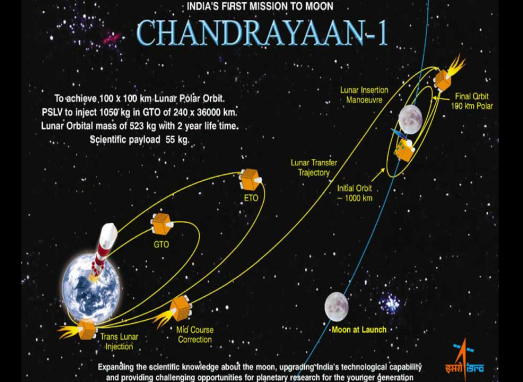 INDIA'S FIRST MISSION TO MOON
CHANDRAYAAN-1
To achieve 100 x 100 km Lunar Polar Orbit.
PSLV to inject 1050 kg in GTO of 240 x 36000 km.
Lunar Orbital mass of 523 kg with 2 year life time.
Scientific payload 55 kg.
Lunar Insertion
Manoeuvre
Final Orbit
100 km Polar
Lunar Transfer
Trajectory
Initial Orbit
~ 1000 km
ETO
GTO
Trans Lunar
Injection
Mid Course
Correction
Moon at Launch
इसरो isro
Expanding the scientific knowledge about the moon, upgrading India's technological capability
and providing challenging opportunities for planetary research for the younger generation